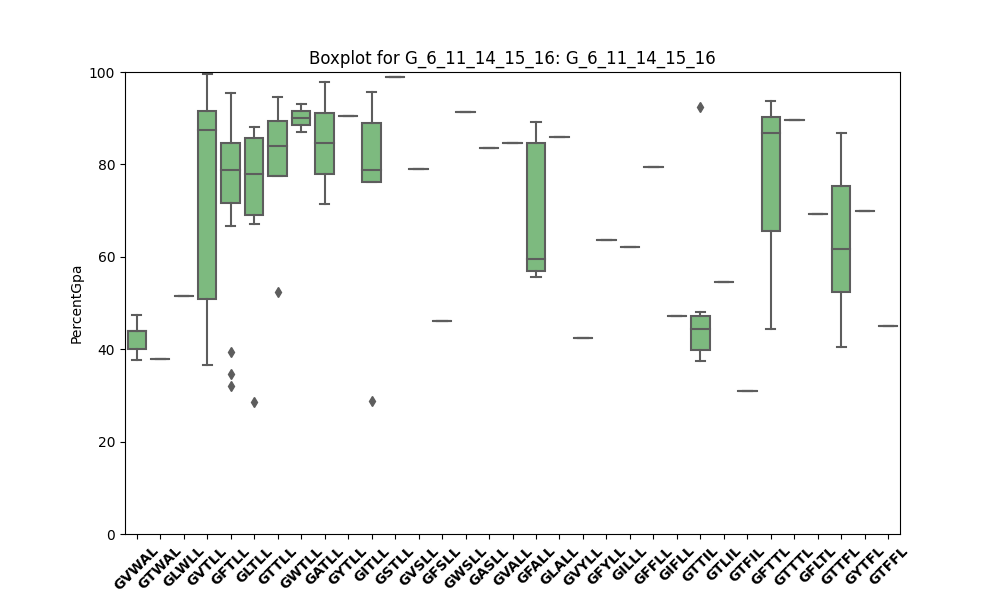 Boxplot for G_6_11_14_15_16: G_6_11_14_15_16
PercentGpa
100
80
60
40
20
0
GVWAL
GTWAL
GLWLL
GVTLL
GFTLL
GLTLL
GTTLL
GWTLL
GATLL
GYTLL
GITLL
GSTLL
GVSLL
GFSLL
GWSLL
GASLL
GVALL
GFALL
GLALL
GVYLL
GFYLL
GILLL
GFFLL
GIFLL
GTTIL
GTLIL
GTFIL
GFTTL
GTTTL
GFLTL
GTTFL
GYTFL
GTFFL